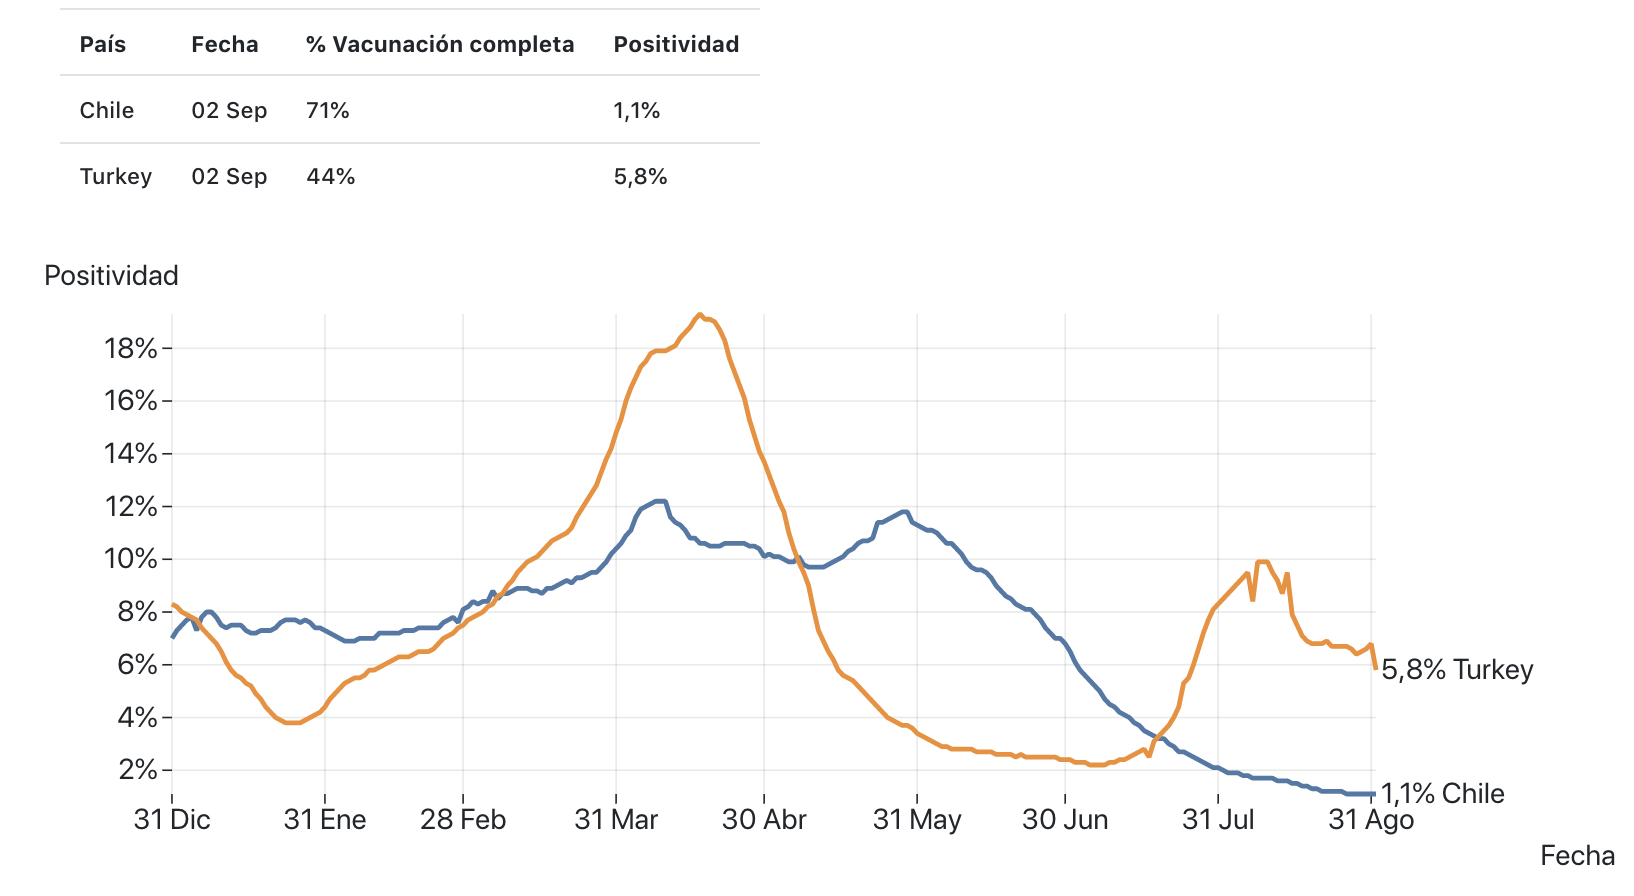 País Fecha % Vacunación completa Positividad
Chile 02 Sep 71% 1,1%
Turkey 02 Sep 44% 5,8%
Positividad
18%
16%
14%
12%
10%
8%
6%
4%
2%
5,8% Turkey
1,1% Chile
31 Dic 31 Ene 28 Feb 31 Mar 30 Abr 31 May 30 Jun 31 Jul 31 Ago
Fecha